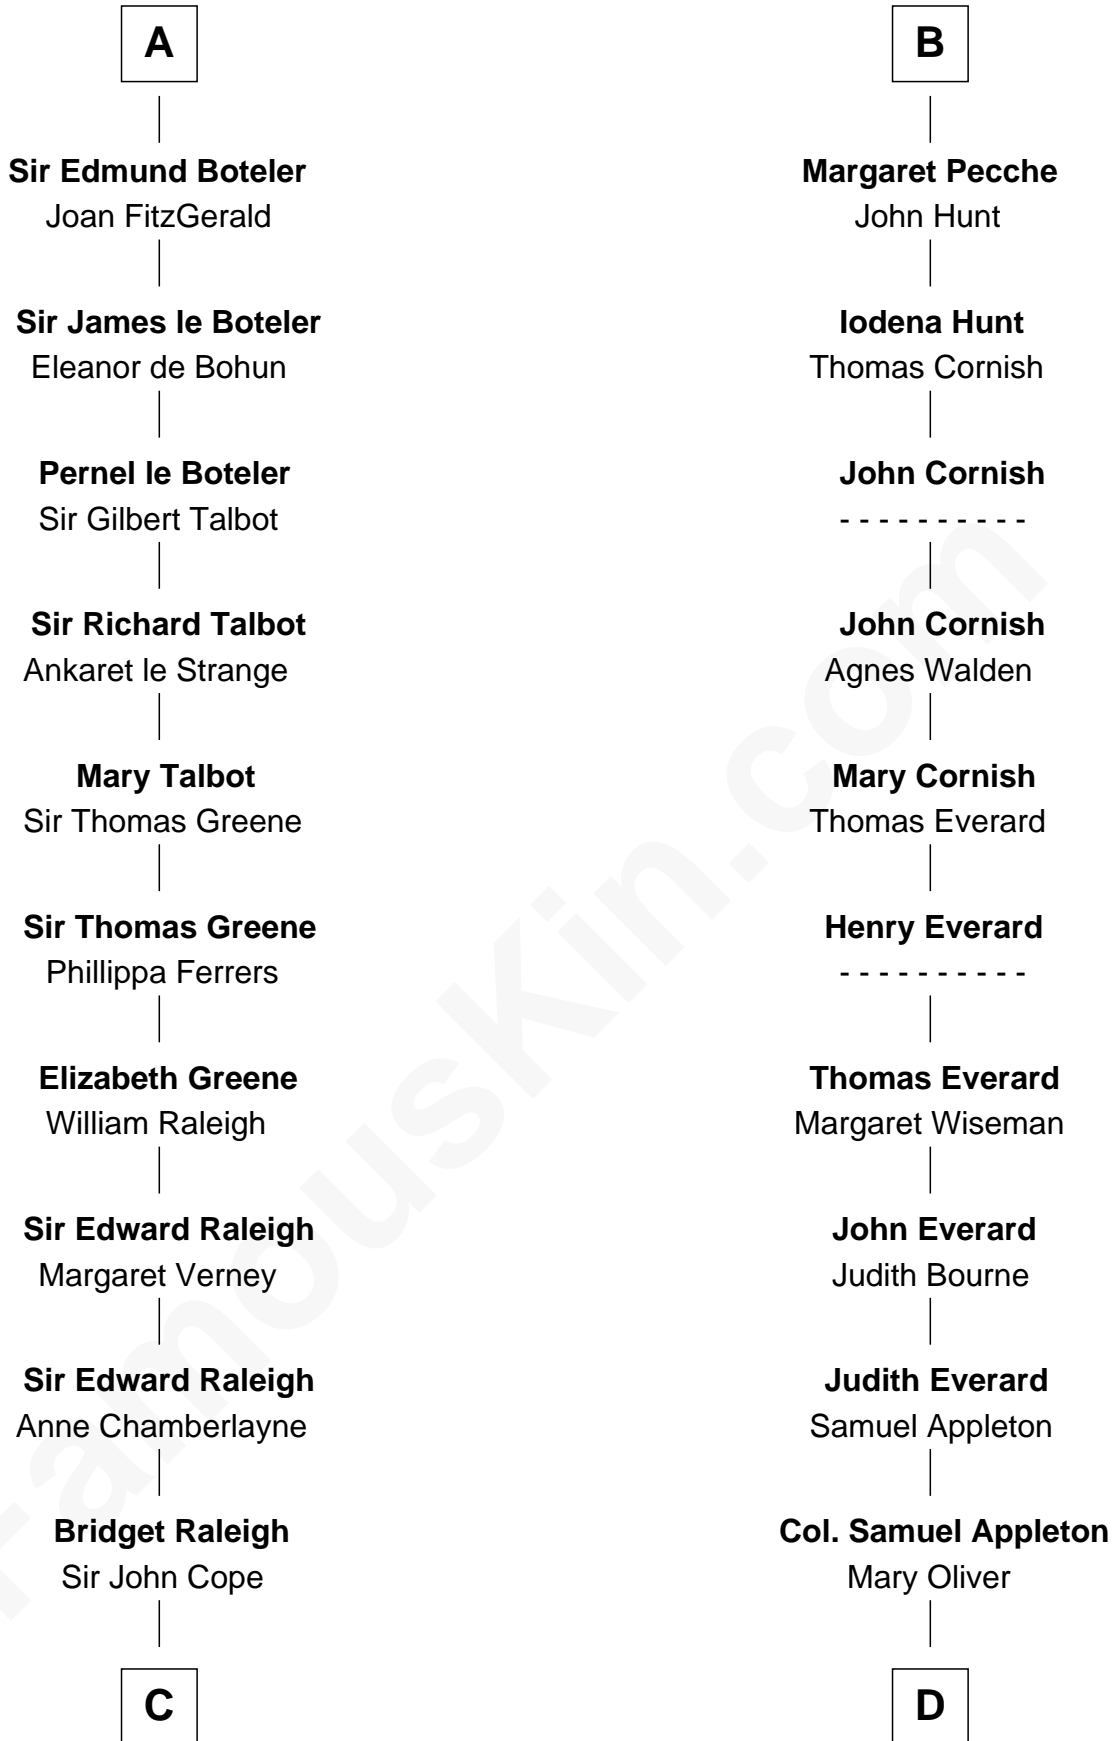 A
Sir Edmund Boteler
Joan FitzGerald
Sir James le Boteler
Eleanor de Bohun
Pernel le Boteler
Sir Gilbert Talbot
Sir Richard Talbot
Ankaret le Strange
Mary Talbot
Sir Thomas Greene
Sir Thomas Greene
Phillippa Ferrers
Elizabeth Greene
William Raleigh
Sir Edward Raleigh
Margaret Verney
Sir Edward Raleigh
Anne Chamberlayne
Bridget Raleigh
Sir John Cope
C
B
Margaret Pecche
John Hunt
Iodena Hunt
Thomas Cornish
John Cornish
- - - - - - - - - -
John Cornish
Agnes Walden
Mary Cornish
Thomas Everard
Henry Everard
- - - - - - - - - -
Thomas Everard
Margaret Wiseman
John Everard
Judith Bourne
Judith Everard
Samuel Appleton
Col. Samuel Appleton
Mary Oliver
D
FamousKin.com